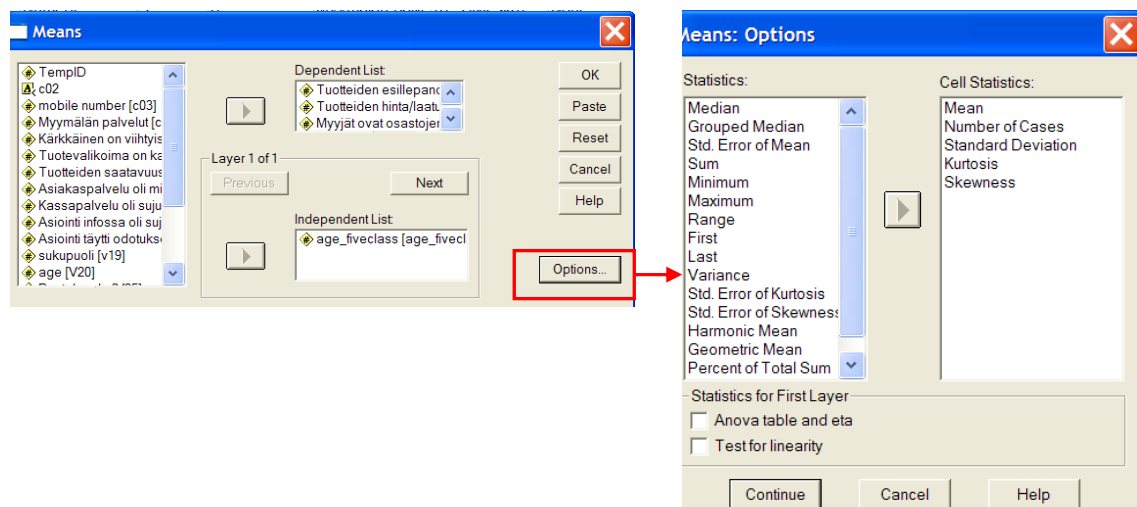 Means
TempID
c02
mobile number [c03]
Myymälän palvelut [c
Kärkkäinen on viihtyis
Tuotevalikoima on ka
Tuotteiden saatavuus
Asiakaspalvelu oli mi
Kassapalvelu oli suju
Asiointi infossa oli suj
Asiointi täytti odotuks
sukupuoli [v19]
age [V20]
Dependent List:
Tuotteiden esillepanc
Tuotteiden hinta/laatu
Myyjät ovat osastojer
Layer 1 of 1
Previous
Next
Independent List:
age_fiveclass [age_fivecl
OK
Paste
Reset
Cancel
Help
Options...
Means: Options
Statistics:
Median
Grouped Median
Std. Error of Mean
Sum
Minimum
Maximum
Range
First
Last
Variance
Std. Error of Kurtosis
Std. Error of Skewness
Harmonic Mean
Geometric Mean
Percent of Total Sum
Cell Statistics:
Mean
Number of Cases
Standard Deviation
Kurtosis
Skewness
Statistics for First Layer
Anova table and eta
Test for linearity
Continue
Cancel
Help